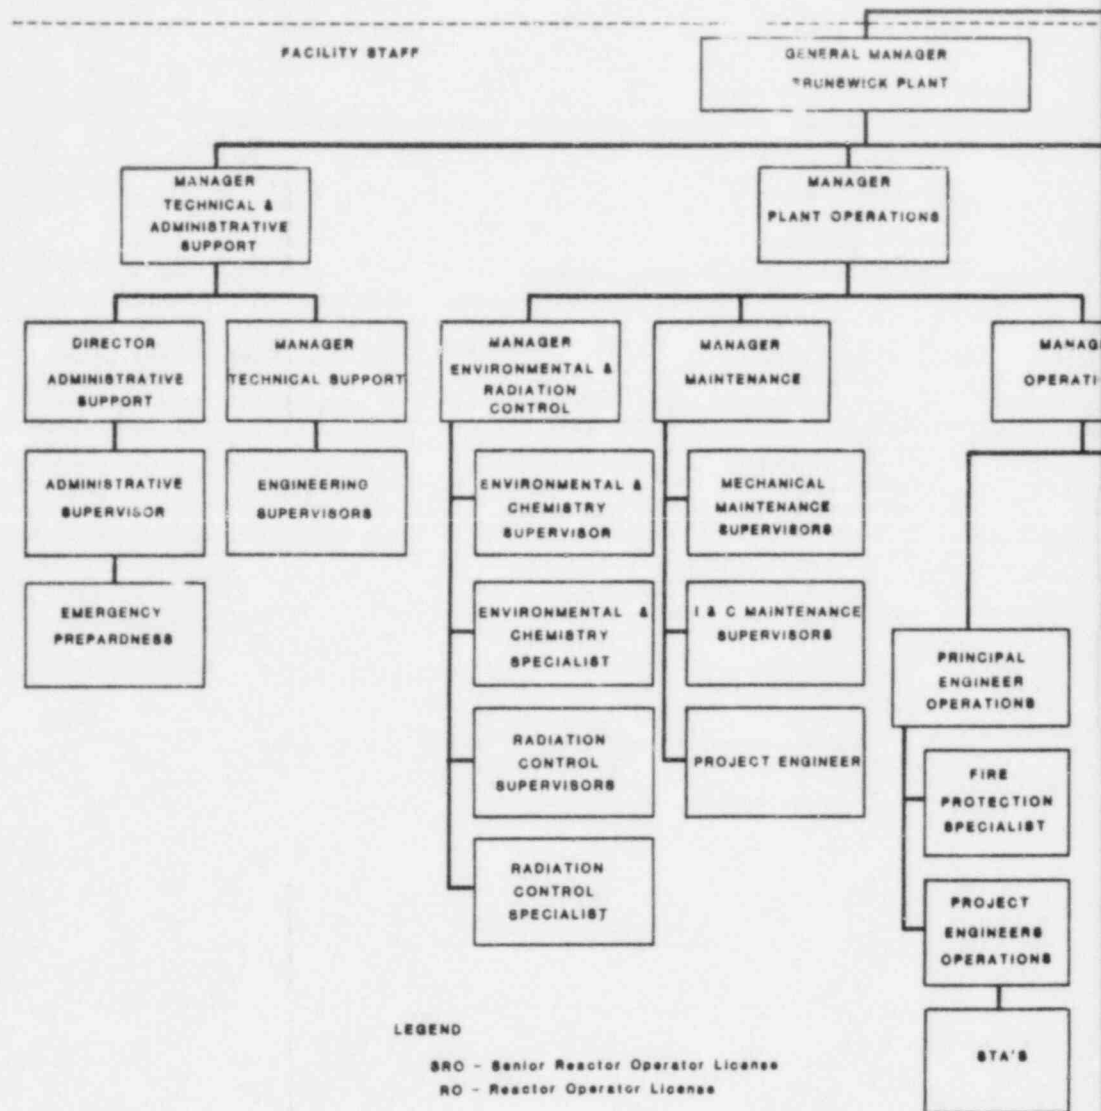 FACILITY STAFF
GENERAL MANAGER
BRUNSWICK PLANT
MANAGER
TECHNICAL &
ADMINISTRATIVE
SUPPORT
MANAGER
PLANT OPERATIONS
DIRECTOR
ADMINISTRATIVE
SUPPORT
MANAGER
TECHNICAL SUPPORT
MANAGER
ENVIRONMENTAL &
RADIATION
CONTROL
MANAGER
MAINTENANCE
MANAG
OPERATI
ADMINISTRATIVE
SUPERVISOR
ENGINEERING
SUPERVISORS
ENVIRONMENTAL &
CHEMISTRY
SUPERVISOR
MECHANICAL
MAINTENANCE
SUPERVISORS
EMERGENCY
PREPARDNESS
ENVIRONMENTAL &
CHEMISTRY
SPECIALIST
I & C MAINTENANCE
SUPERVISORS
PRINCIPAL
ENGINEER
OPERATIONS
RADIATION
CONTROL
SUPERVISORS
PROJECT ENGINEER
FIRE
PROTECTION
SPECIALIST
RADIATION
CONTROL
SPECIALIST
PROJECT
ENGINEERS
OPERATIONS
STA'S
LEGEND
SRO - Senior Reactor Operator License
RO - Reactor Operator License